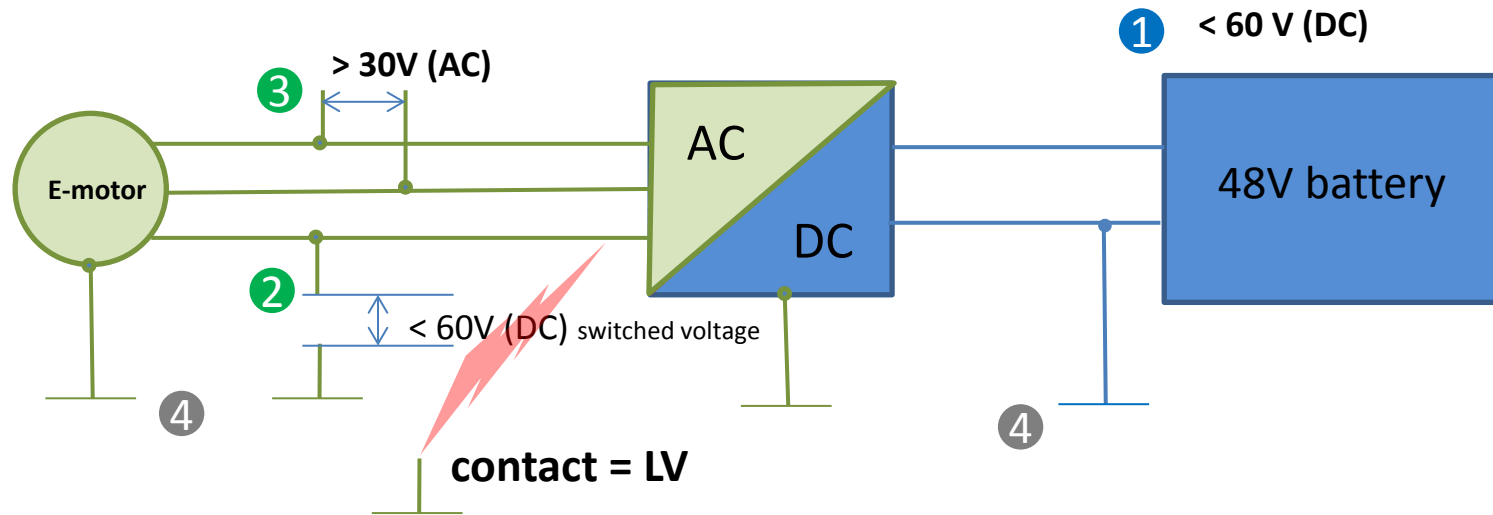 1 < 60 V (DC)
> 30V (AC)
3
AC
E-motor
48V battery
DC
2
< 60V (DC) switched voltage
4
4
contact = LV